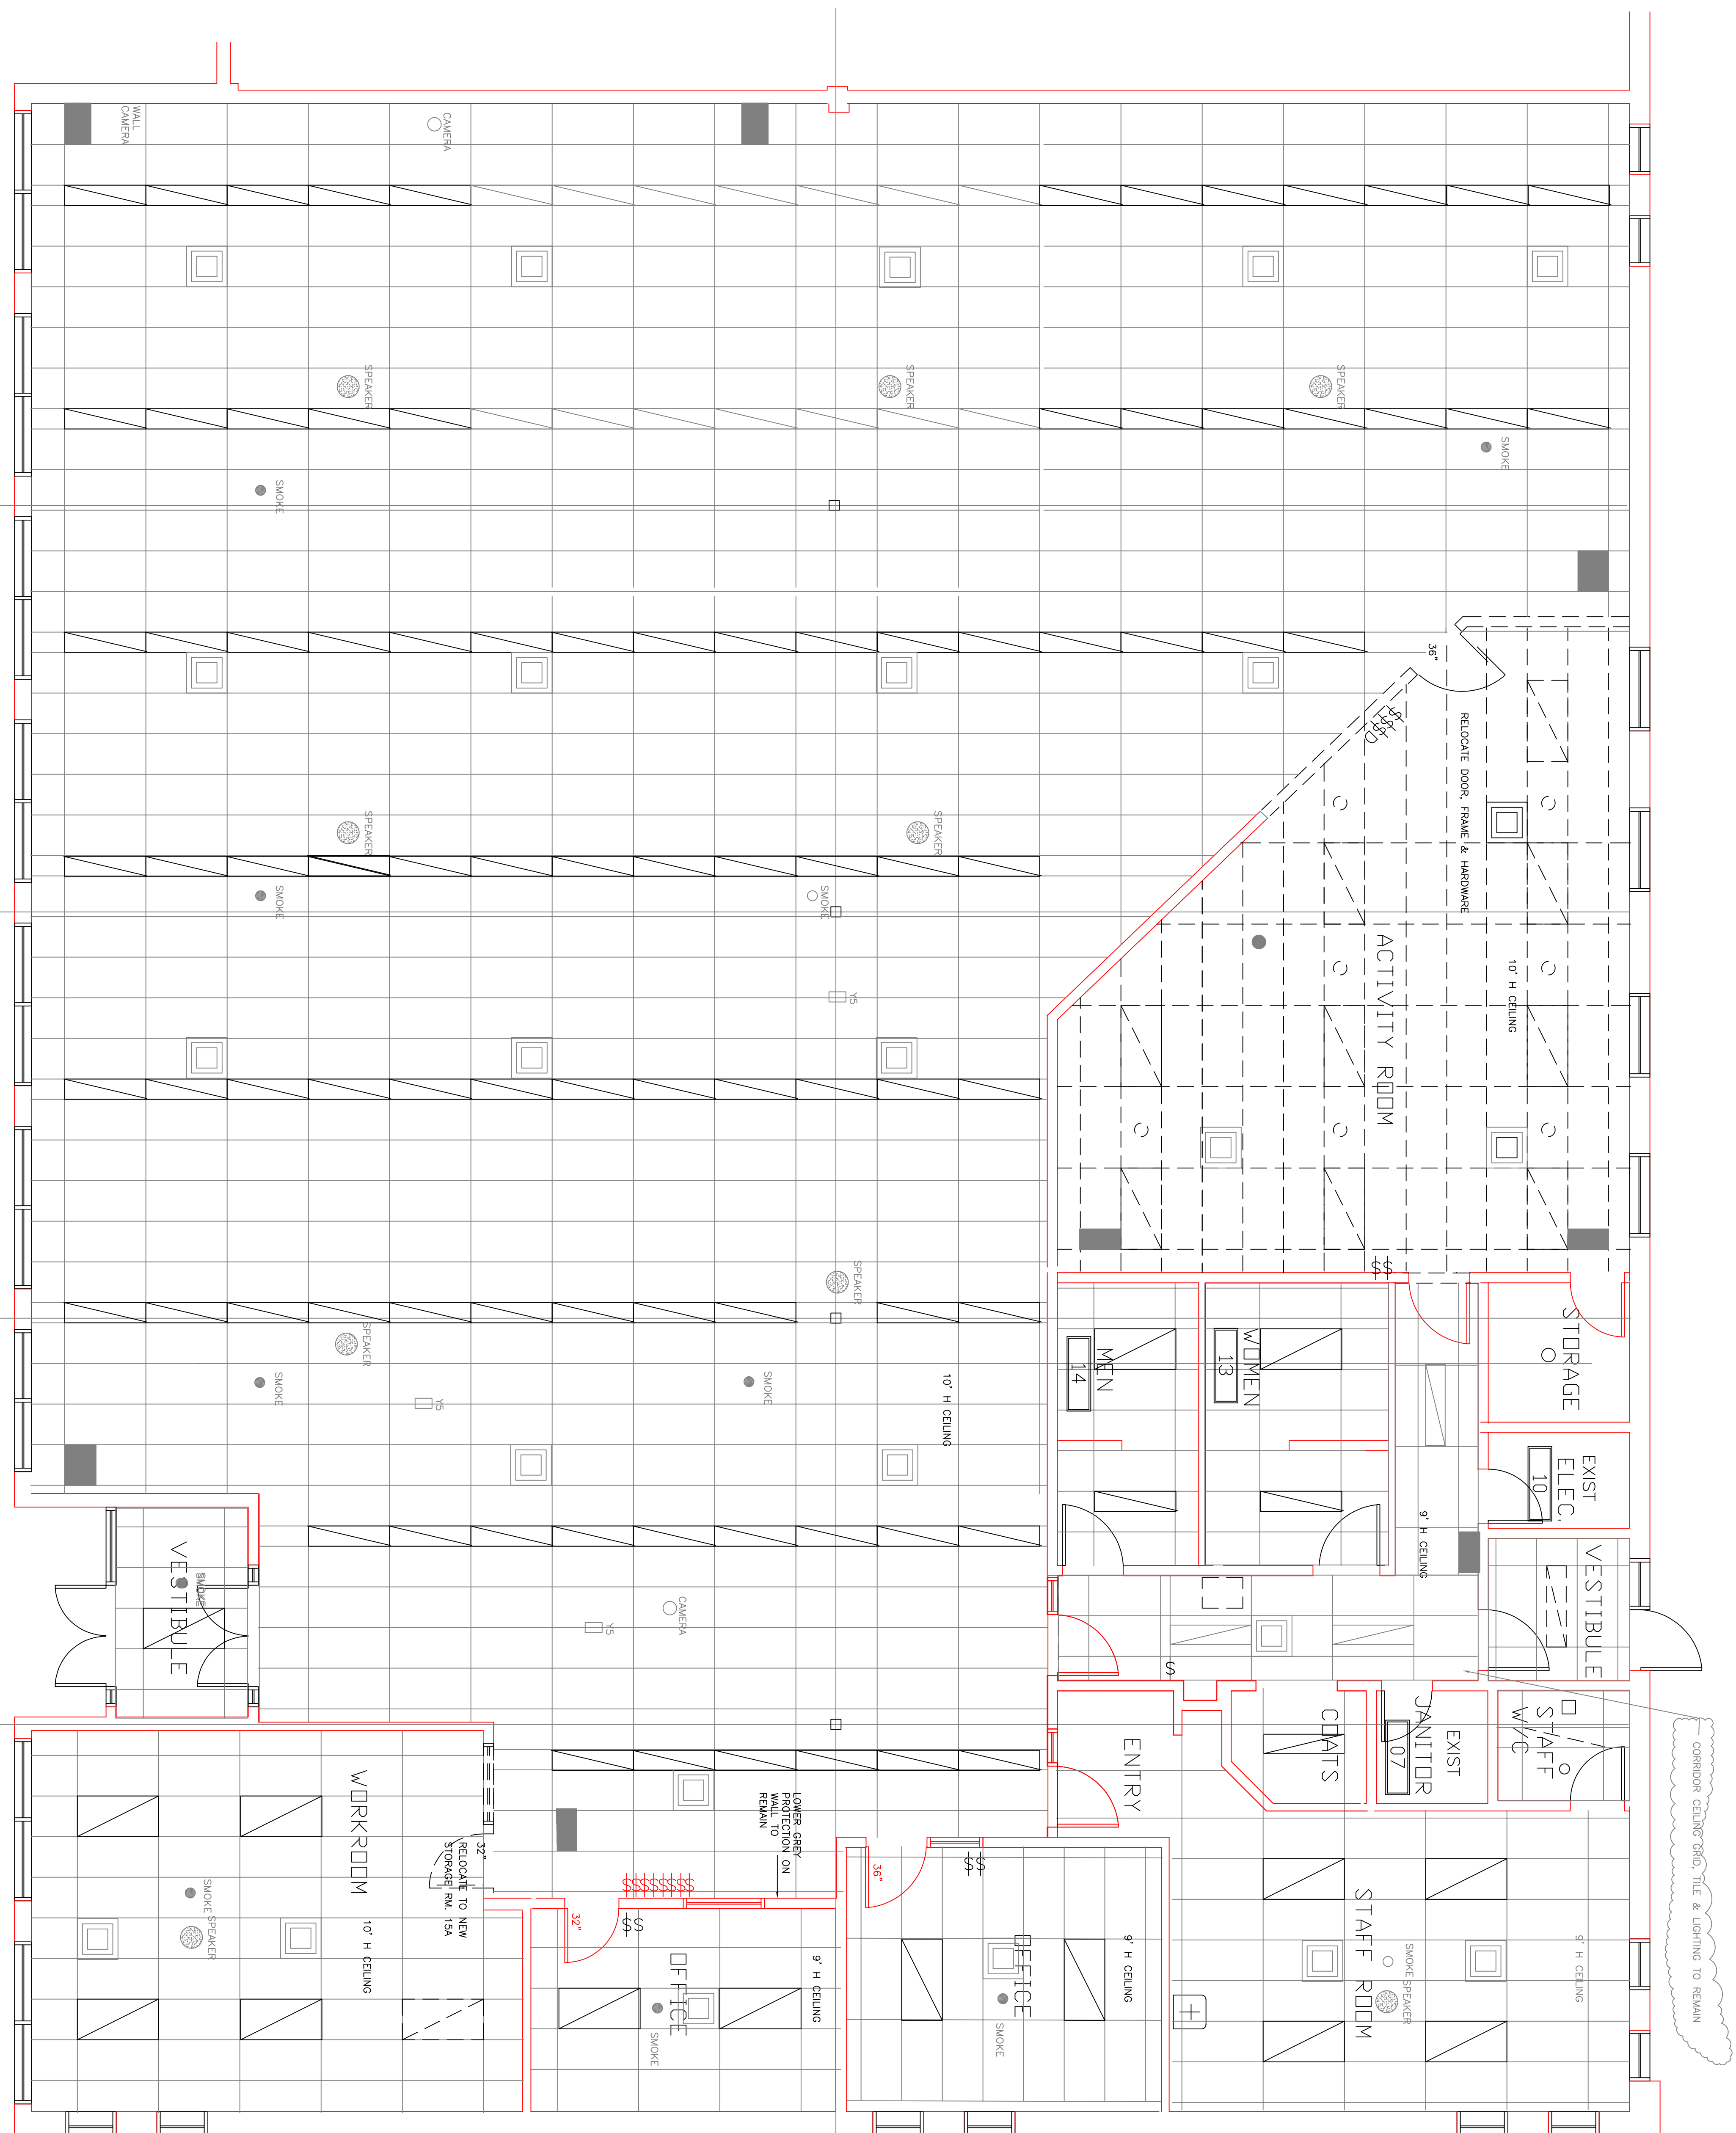 WALL
CAMERA
CAMERA
SPEAKER
SPEAKER
SPEAKER
SMOKE
SMOKE
36"
RELOCATE DOOR, FRAME & HARDWARE
$$$D
SPEAKER
SPEAKER
SMOKE
SMOKE
ACTIVITY ROOM
10' H CEILING
Y5
SPEAKER
SPEAKER
SMOKE
SMOKE
Y5
10' H CEILING
$$
MEN
14
WOMEN
13
STORAGE
EXIST
ELEC.
10
9' H CEILING
VESTIBULE
VESTIBULE
SMOKE
CAMERA
Y5
$
ENTRY
COATS
EXIST
JANITOR
07
STAFF
W/C
CORRIDOR CEILING GRID, TILE & LIGHTING TO REMAIN
LOWER GREY
PROTECTION ON
WALL TO
REMAIN
32"
RELOCATE TO NEW
STORAGE RM. 15A
WORKROOM
10' H CEILING
SMOKE SPEAKER
$$$$$$$
32"
$$
OFFICE
9' H CEILING
SMOKE
36"
$$
OFFICE
9' H CEILING
SMOKE
STAFF ROOM
SMOKE SPEAKER
9' H CEILING